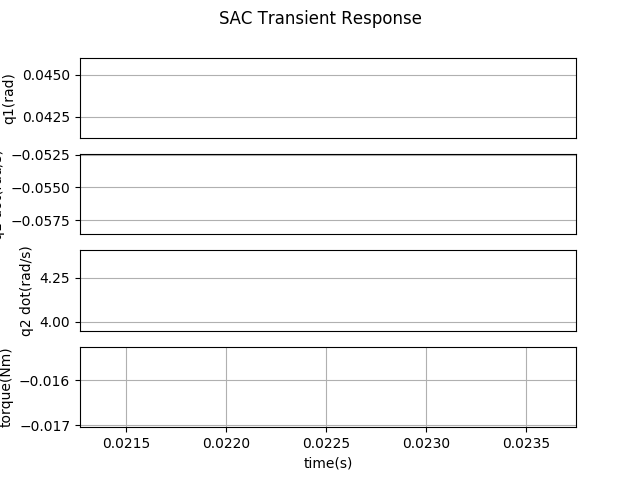 SAC Transient Response
0.0450
0.0425
q1(rad)
−0.0525
−0.0550
−0.0575
4.25
4.00
q2 dot(rad/s)
−0.016
−0.017
torque(Nm)
0.0215 0.0220 0.0225 0.0230 0.0235
time(s)